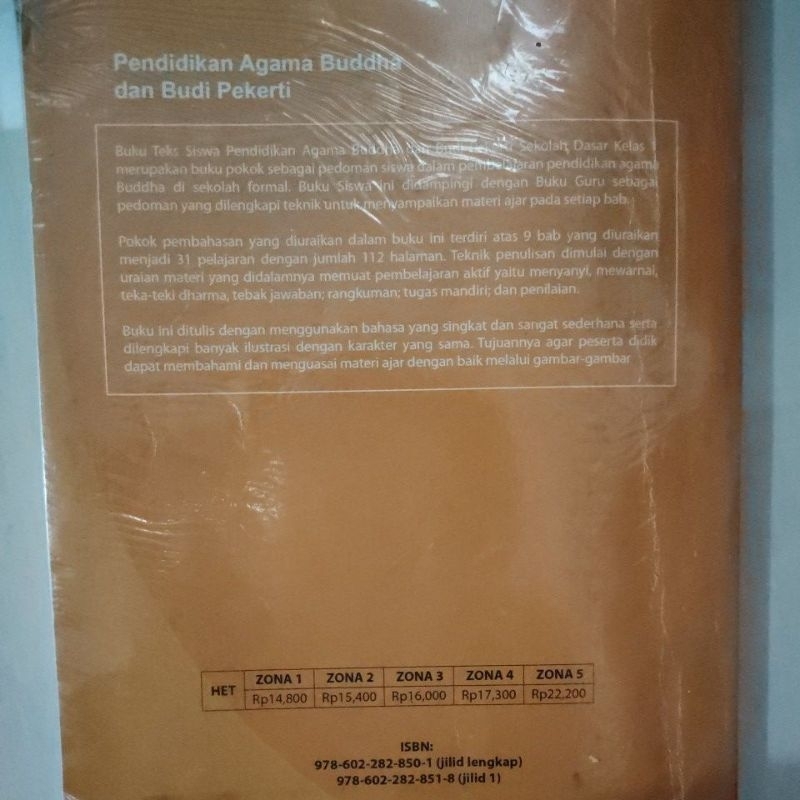 Pendidikan Agama Buddha
dan Budi Pekerti
Buku Teks Siswa Pendidikan Agama Buddha dan Budi Pekerti Sekolah Dasar Kelas 1
merupakan buku pokok sebagai pedoman siswa dalam pembelajaran pendidikan agama
Buddha di sekolah formal. Buku Siswa ini didampingi dengan Buku Guru sebagai
pedoman yang dilengkapi teknik untuk menyampaikan materi ajar pada setiap bab.
Pokok pembahasan yang diuraikan dalam buku ini terdiri atas 9 bab yang diuraikan
menjadi 31 pelajaran dengan jumlah 112 halaman. Teknik penulisan dimulai dengan
uraian materi yang didalamnya memuat pembelajaran aktif yaitu menyanyi, mewarnai,
teka-teki dharma, tebak jawaban; rangkuman; tugas mandiri; dan penilaian.
Buku ini ditulis dengan menggunakan bahasa yang singkat dan sangat sederhana serta
dilengkapi banyak ilustrasi dengan karakter yang sama. Tujuannya agar peserta didik
dapat membahami dan menguasai materi ajar dengan baik melalui gambar-gambar
HET ZONA 1 ZONA 2 ZONA 3 ZONA 4 ZONA 5
Rp14,800 Rp15,400 Rp16,000 Rp17,300 Rp22,200
ISBN:
978-602-282-850-1 (jilid lengkap)
978-602-282-851-8 (jilid 1)